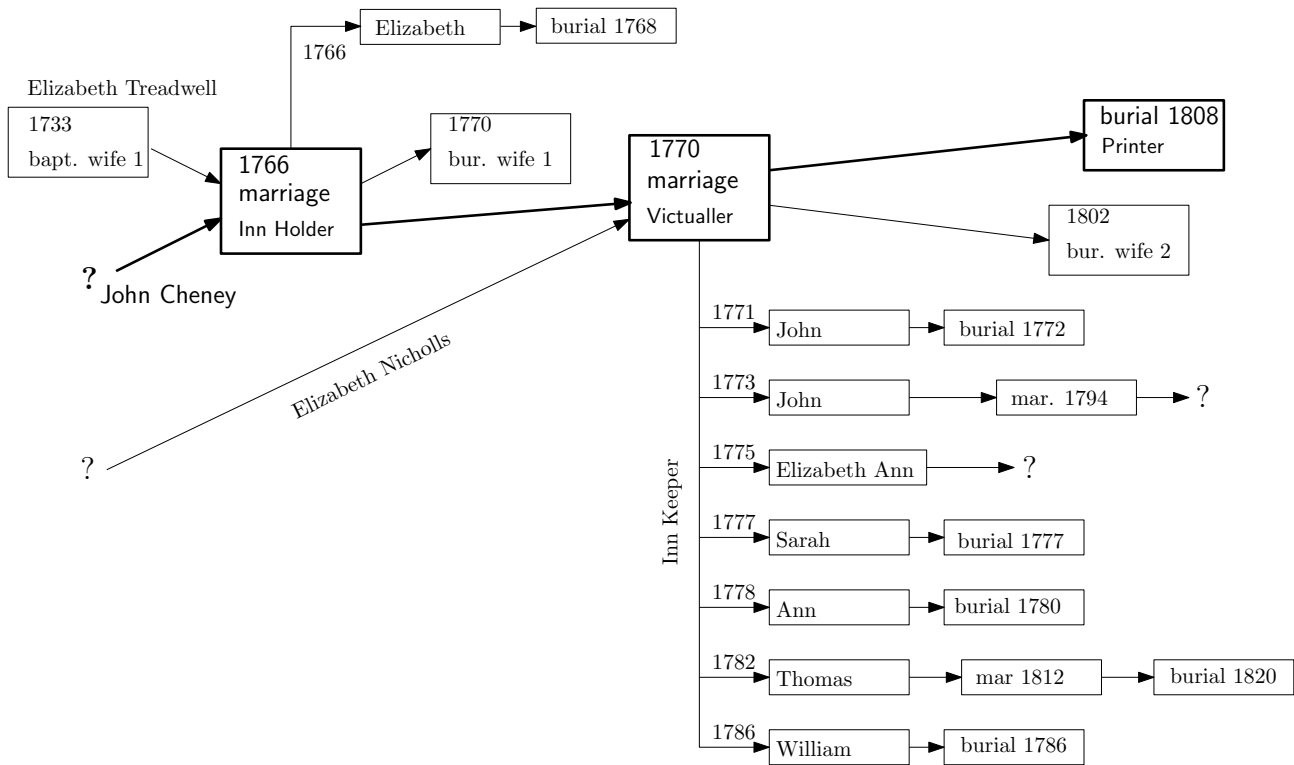 Elizabeth
burial 1768
1766
Elizabeth Treadwell
1733
bapt. wife 1
1770
bur. wife 1
1766
marriage
Inn Holder
1770
marriage
Victualler
burial 1808
Printer
1802
bur. wife 2
?
John Cheney
Elizabeth Nicholls
?
Inn Keeper
1771
John
burial 1772
1773
John
mar. 1794
?
1775
Elizabeth Ann
?
1777
Sarah
burial 1777
1778
Ann
burial 1780
1782
Thomas
mar 1812
burial 1820
1786
William
burial 1786